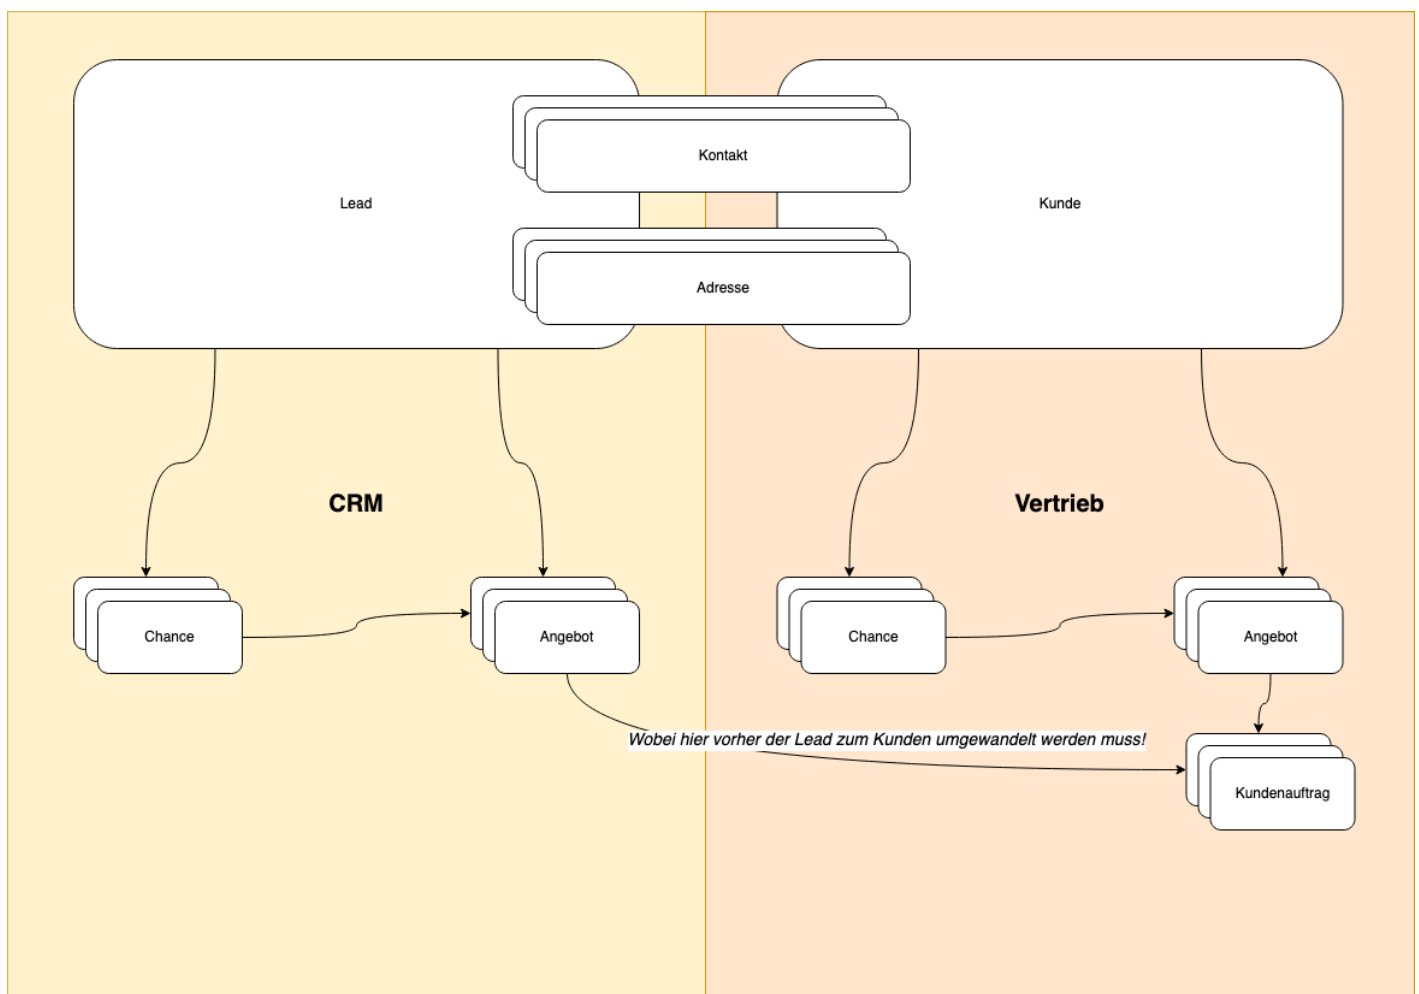 Kontakt
Lead
Kunde
Adresse
CRM
Vertrieb
Chance
Angebot
Chance
Angebot
Wobei hier vorher der Lead zum Kunden umgewandelt werden muss!
Kundenauftrag